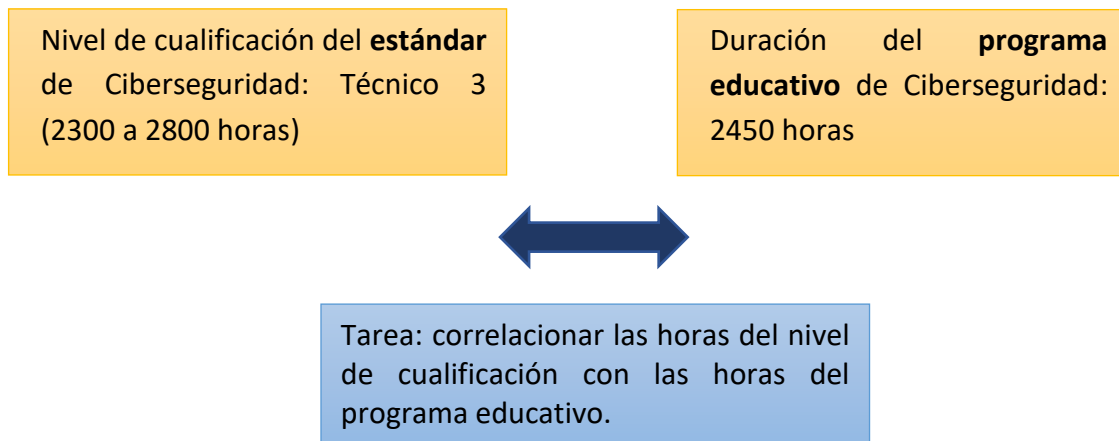 Nivel de cualificación del estándar
de Ciberseguridad: Técnico 3
(2300 a 2800 horas)
Duración del programa
educativo de Ciberseguridad:
2450 horas
Tarea: correlacionar las horas del nivel
de cualificación con las horas del
programa educativo.